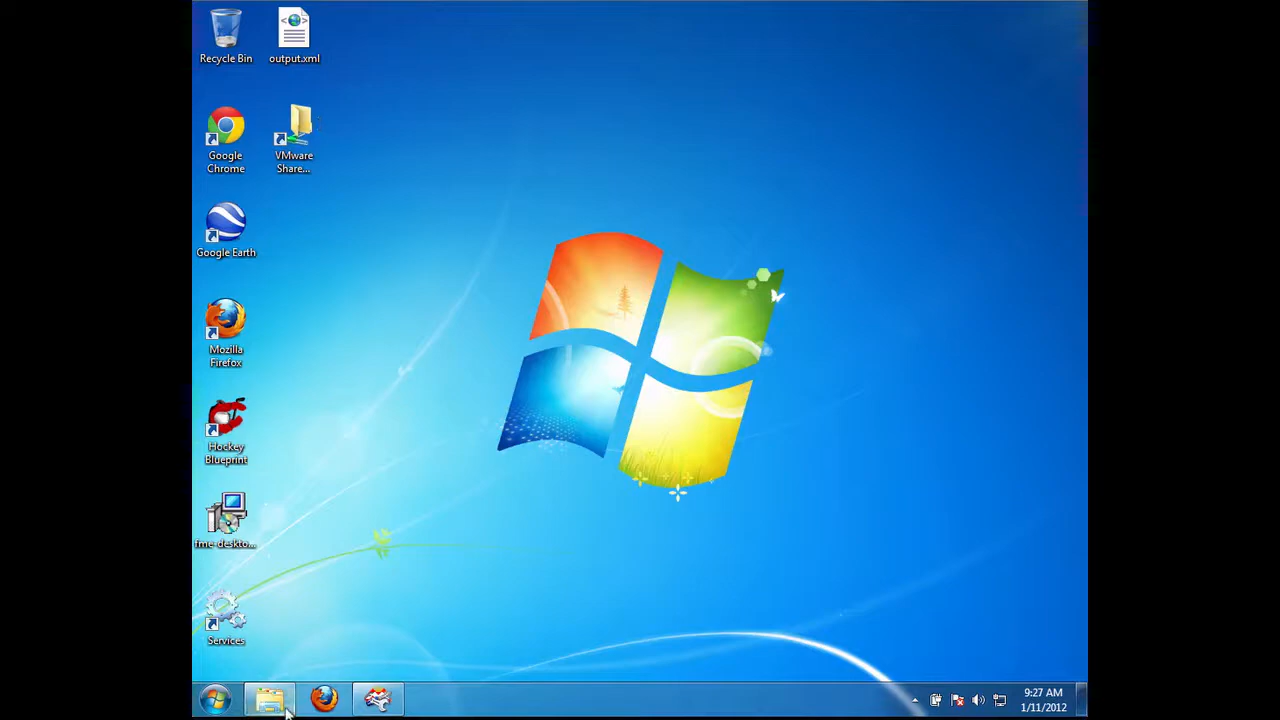 Recycle Bin
output.xml
Google
Chrome
VMware
Share...
Google Earth
Mozilla
Firefox
Hockey
Blueprint
fme-deskto...
Services
9:27 AM
1/11/2012